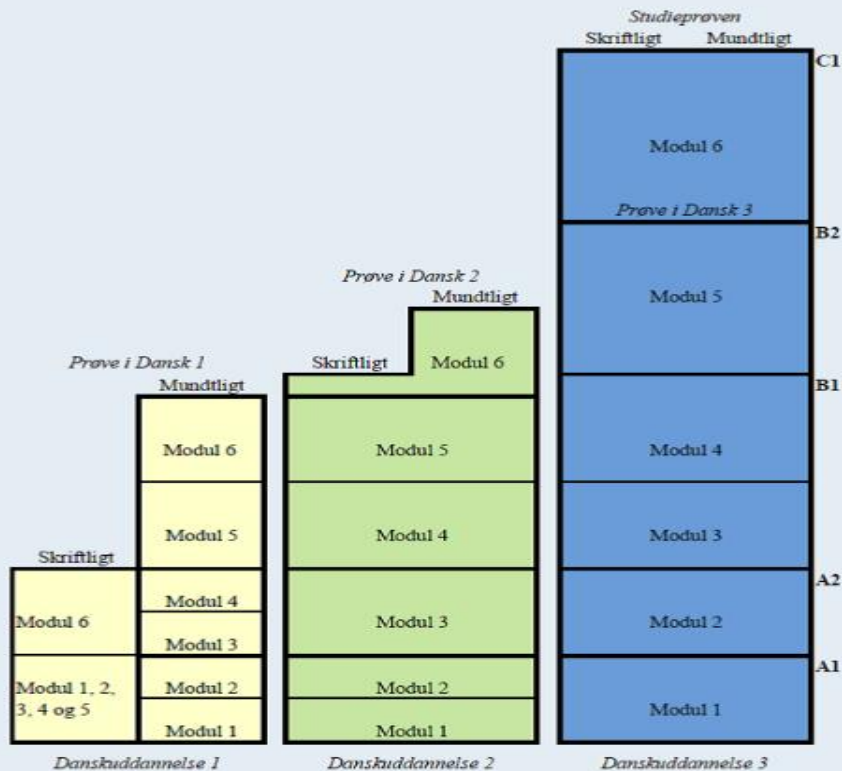 Studieprøven
Skriftligt Mundtligt
C1
Modul 6
Prøve i Dansk 3
B2
Modul 5
B1
Modul 4
Modul 3
A2
Modul 2
A1
Modul 1
Danskuddannelse 3
Prøve i Dansk 2
Mundtligt
Skriftligt
Modul 6
Modul 5
Modul 4
Modul 3
Modul 2
Modul 1
Danskuddannelse 2
Prøve i Dansk 1
Mundtligt
Modul 6
Modul 5
Skriftligt
Modul 4
Modul 6
Modul 3
Modul 1, 2,
3, 4 og 5
Modul 2
Modul 1
Danskuddannelse 1